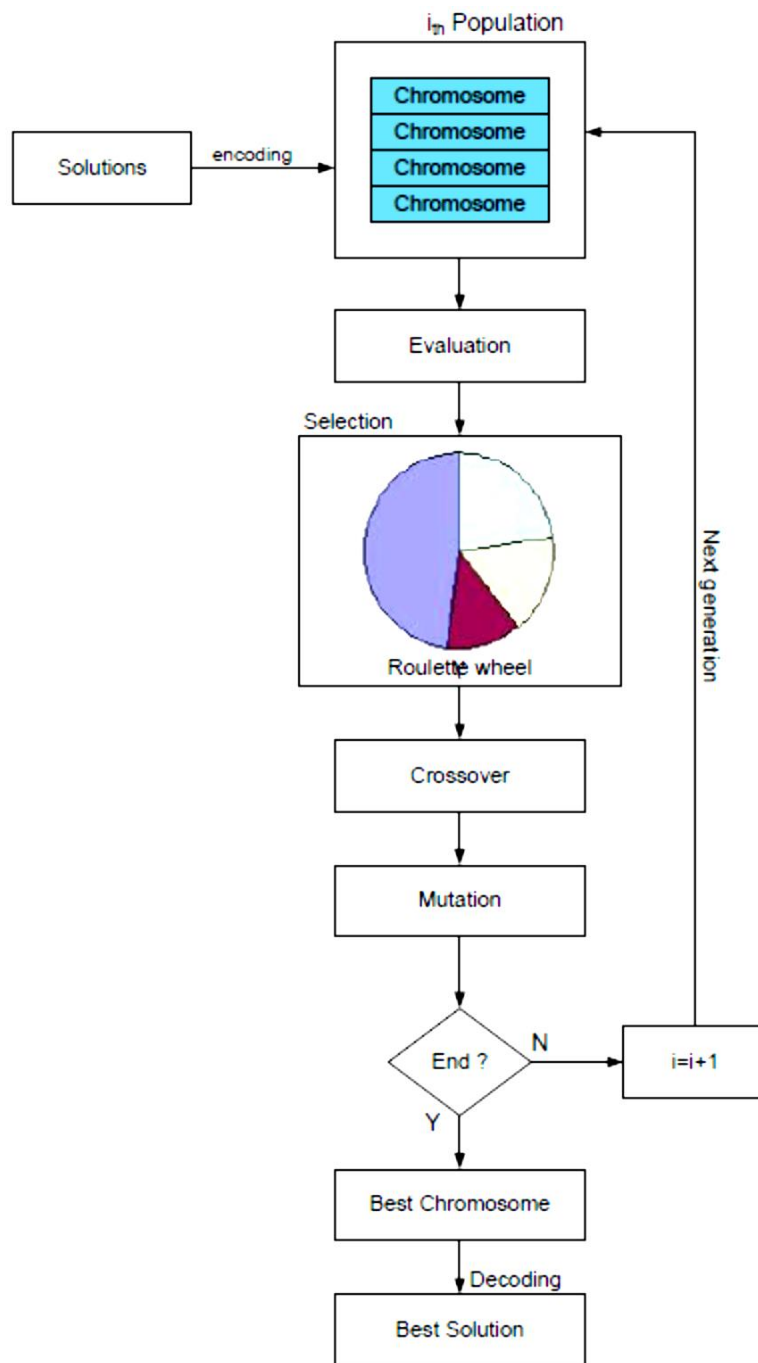 i_th Population
Chromosome
Chromosome
Chromosome
Chromosome
Solutions
encoding
Evaluation
Selection
Roulette wheel
Next generation
Crossover
Mutation
End ?
N
i=i+1
Y
Best Chromosome
Decoding
Best Solution